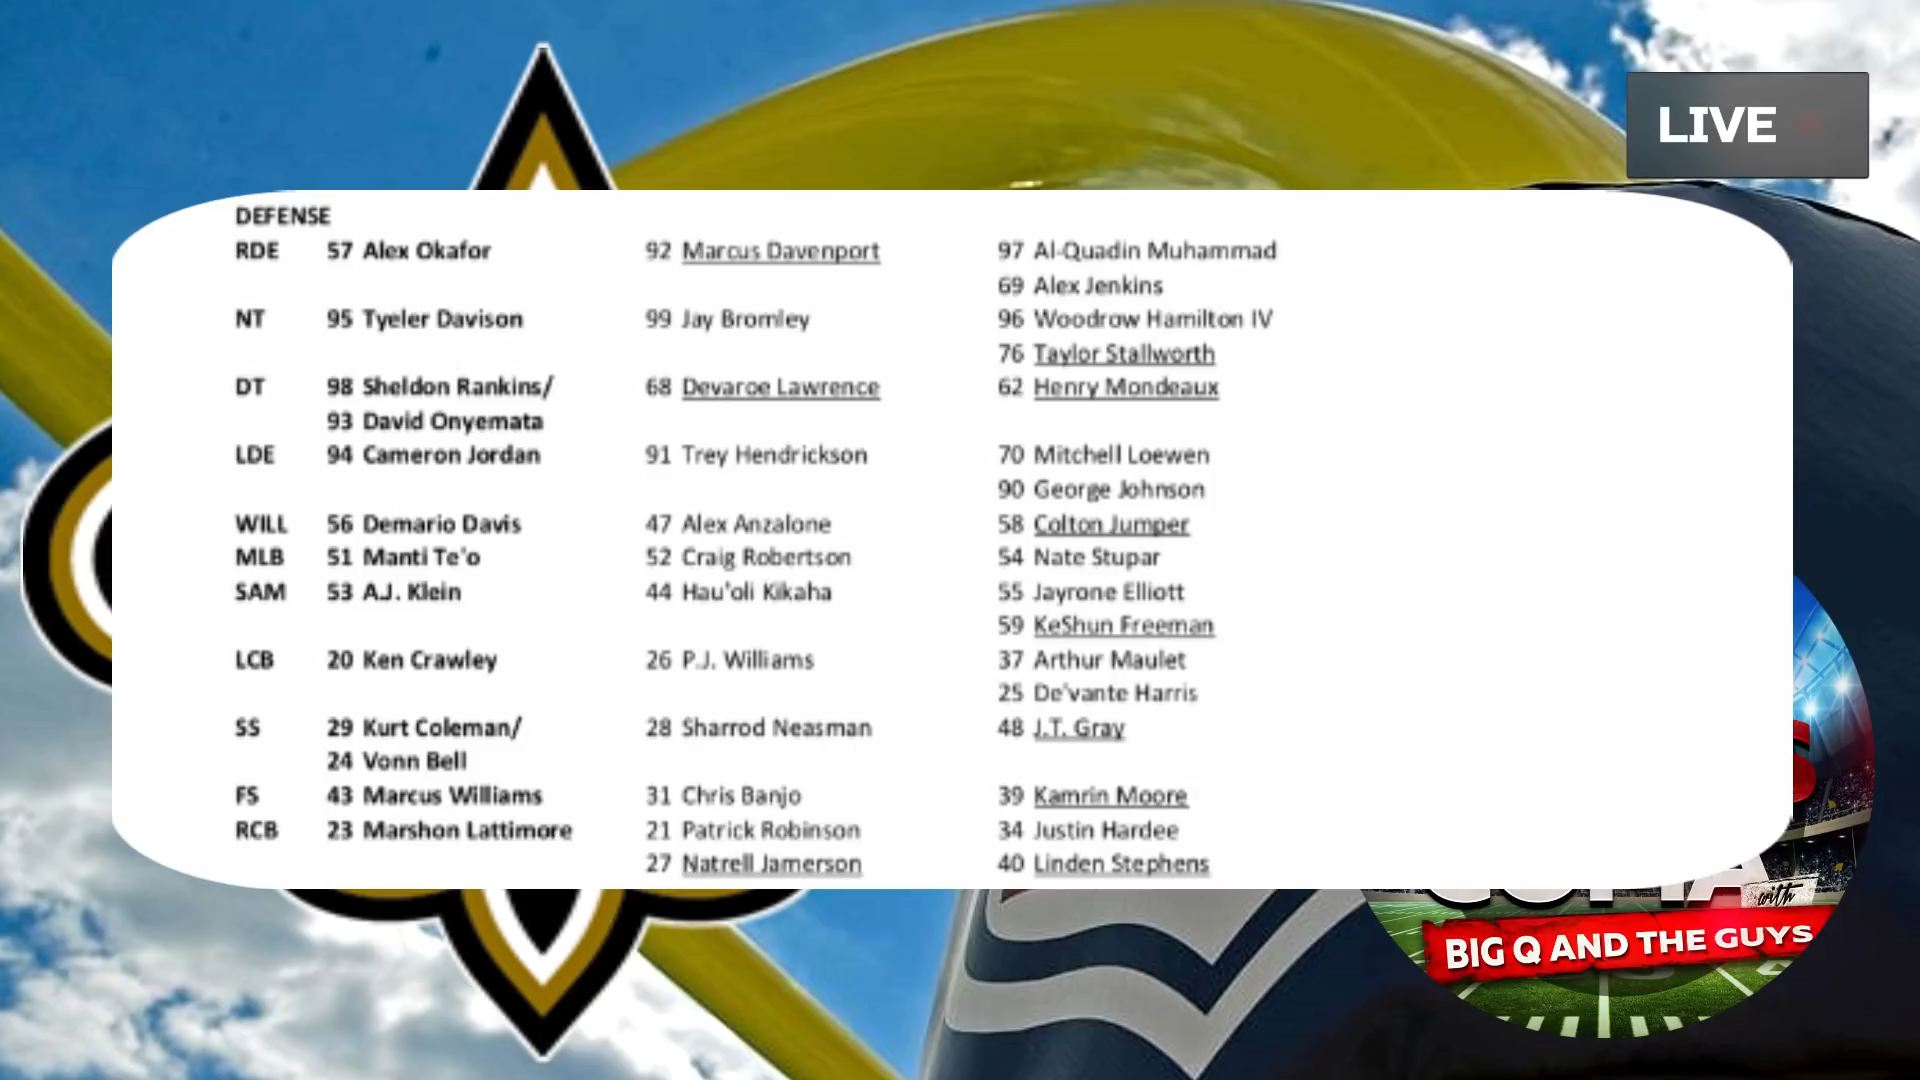 LIVE
DEFENSE
RDE 57 Alex Okafor 92 Marcus Davenport 97 Al-Quadin Muhammad
69 Alex Jenkins
NT 95 Tyeler Davison 99 Jay Bromley 96 Woodrow Hamilton IV
76 Taylor Stallworth
DT 98 Sheldon Rankins/ 68 Devaroe Lawrence 62 Henry Mondeaux
93 David Onyemata
LDE 94 Cameron Jordan 91 Trey Hendrickson 70 Mitchell Loewen
90 George Johnson
WILL 56 Demario Davis 47 Alex Anzalone 58 Colton Jumper
MLB 51 Manti Te'o 52 Craig Robertson 54 Nate Stupar
SAM 53 A.J. Klein 44 Hau'oli Kikaha 55 Jayrone Elliott
59 KeShun Freeman
LCB 20 Ken Crawley 26 P.J. Williams 37 Arthur Maulet
25 De'vante Harris
SS 29 Kurt Coleman/ 28 Sharrod Neasman 48 J.T. Gray
24 Vonn Bell
FS 43 Marcus Williams 31 Chris Banjo 39 Kamrin Moore
RCB 23 Marshon Lattimore 21 Patrick Robinson 34 Justin Hardee
27 Natrell Jamerson 40 Linden Stephens
with
BIG Q AND THE GUYS